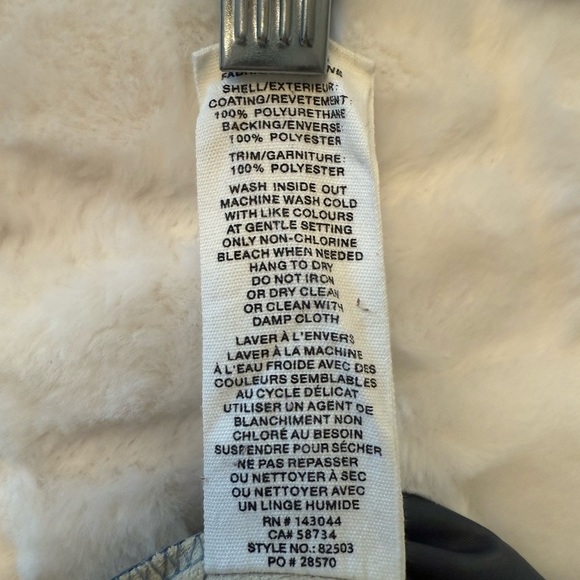 SHELL/EXTERIEUR:
COATING/REVETEMENT:
100% POLYURETHANE
BACKING/ENVERSE
100% POLYESTER
TRIM/GARNITURE:
100% POLYESTER
WASH INSIDE OUT
MACHINE WASH COLD
WITH LIKE COLOURS
AT GENTLE SETTING
ONLY NON-CHLORINE
BLEACH WHEN NEEDED
HANG TO DRY
DO NOT IRON
OR DRY CLEAN
OR CLEAN WITH
DAMP CLOTH
LAVER À L'ENVERS
LAVER À LA MACHINE
À L'EAU FROIDE AVEC DES
COULEURS SEMBLABLES
AU CYCLE DÉLICAT
UTILISER UN AGENT DE
BLANCHIMENT NON
CHLORÉ AU BESOIN
SUSPENDRE POUR SÉCHER
NE PAS REPASSER
OU NETTOYER À SEC
OU NETTOYER AVEC
UN LINGE HUMIDE
RN # 143044
CA# 58734
STYLE NO.: 82503
PO # 28570